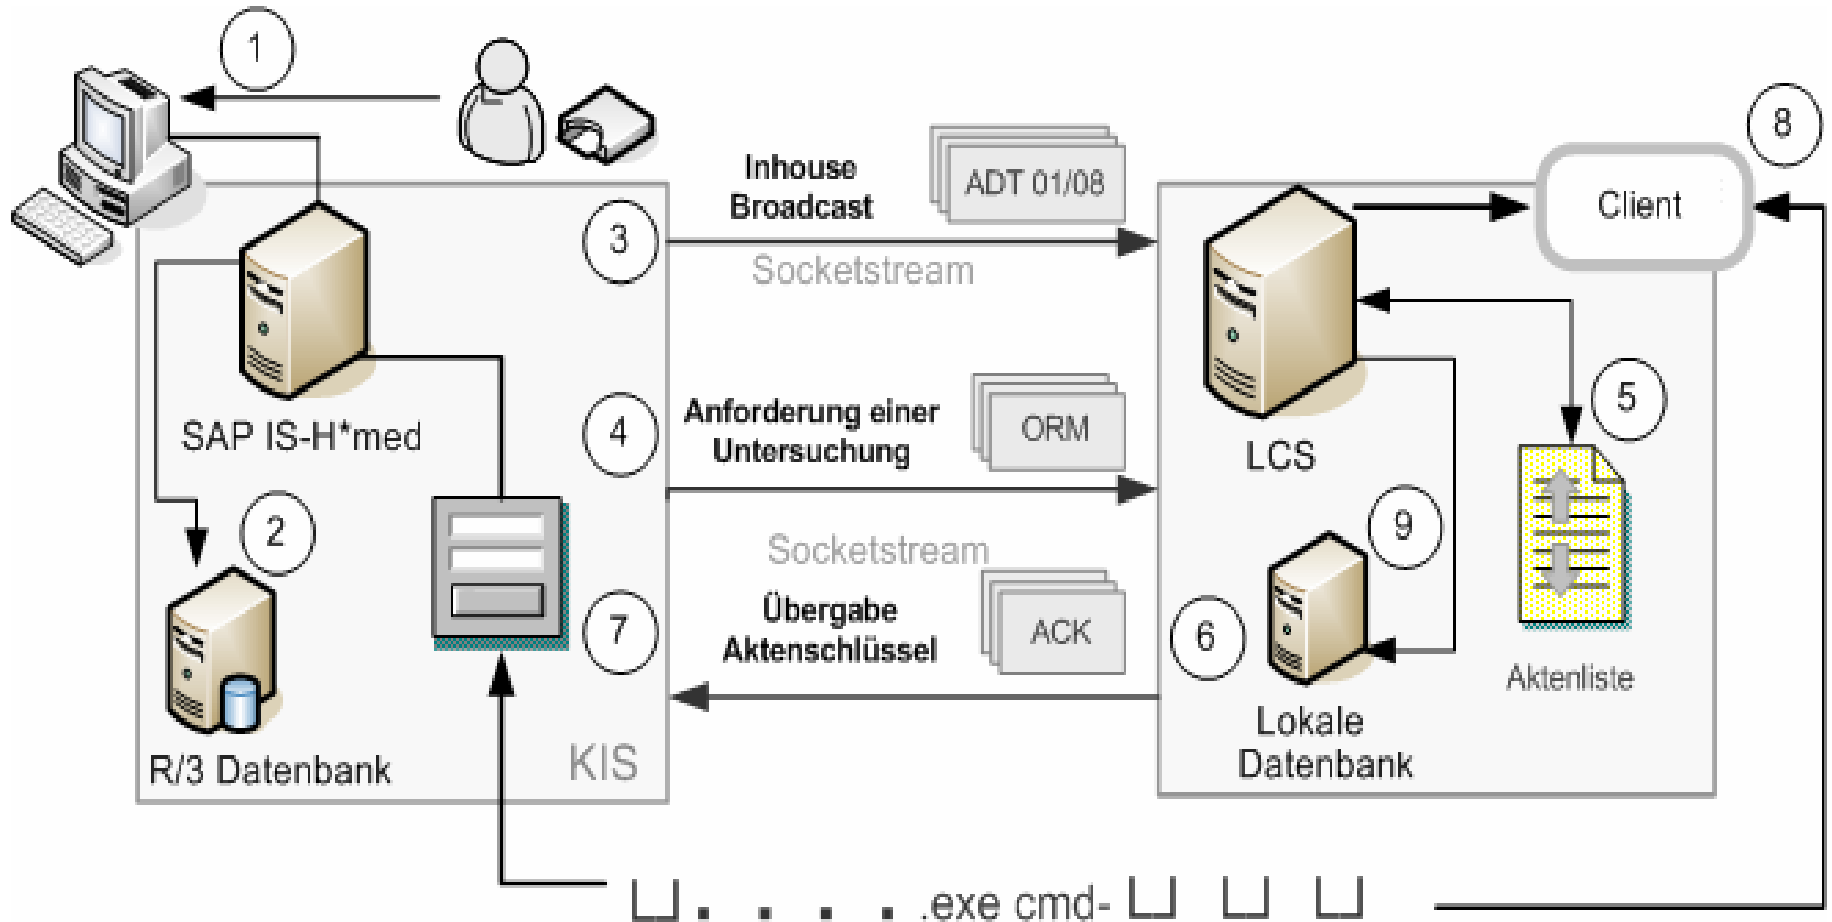 1
8
Inhouse
Broadcast
ADT 01/08
Client
3
Socketstream
SAP IS-H*med
4
Anforderung einer
Untersuchung
ORM
LCS
5
2
Socketstream
9
7
Übergabe
Aktenschlüssel
ACK
6
Aktenliste
R/3 Datenbank
KIS
Lokale
Datenbank
.exe cmd-